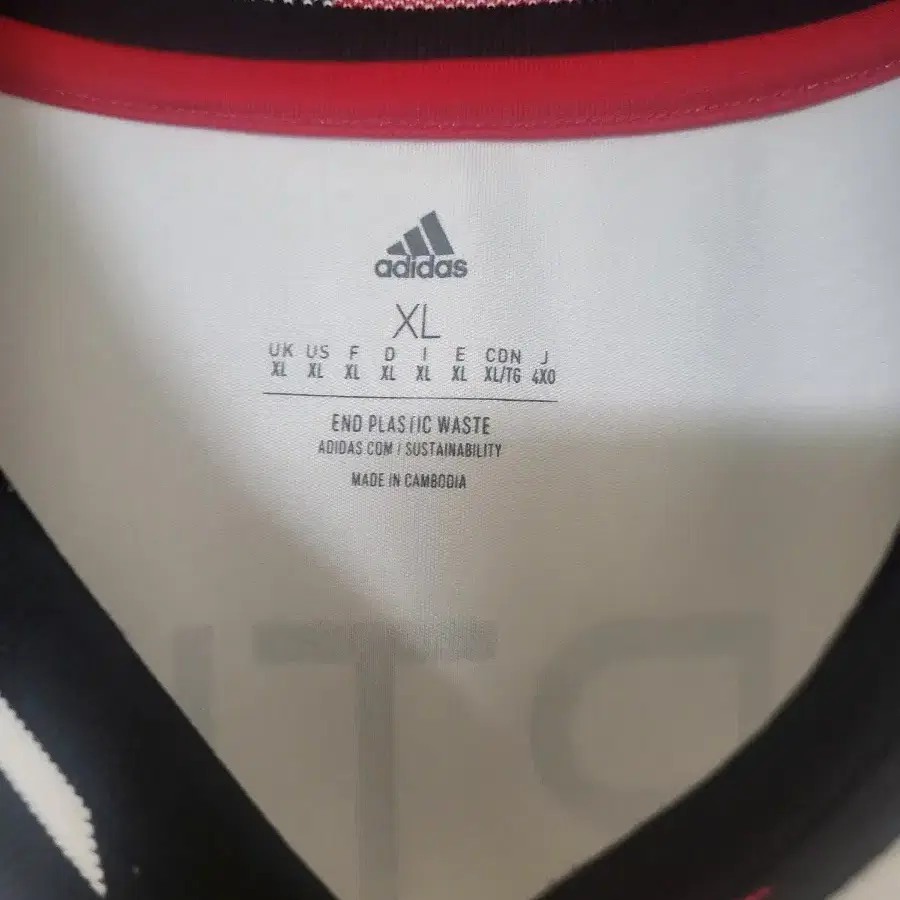 adidas
XL
UK US F D I E CDN J
XL XL XL XL XL XL XL/TG 4XO
END PLASTIC WASTE
ADIDAS.COM / SUSTAINABILITY
MADE IN CAMBODIA